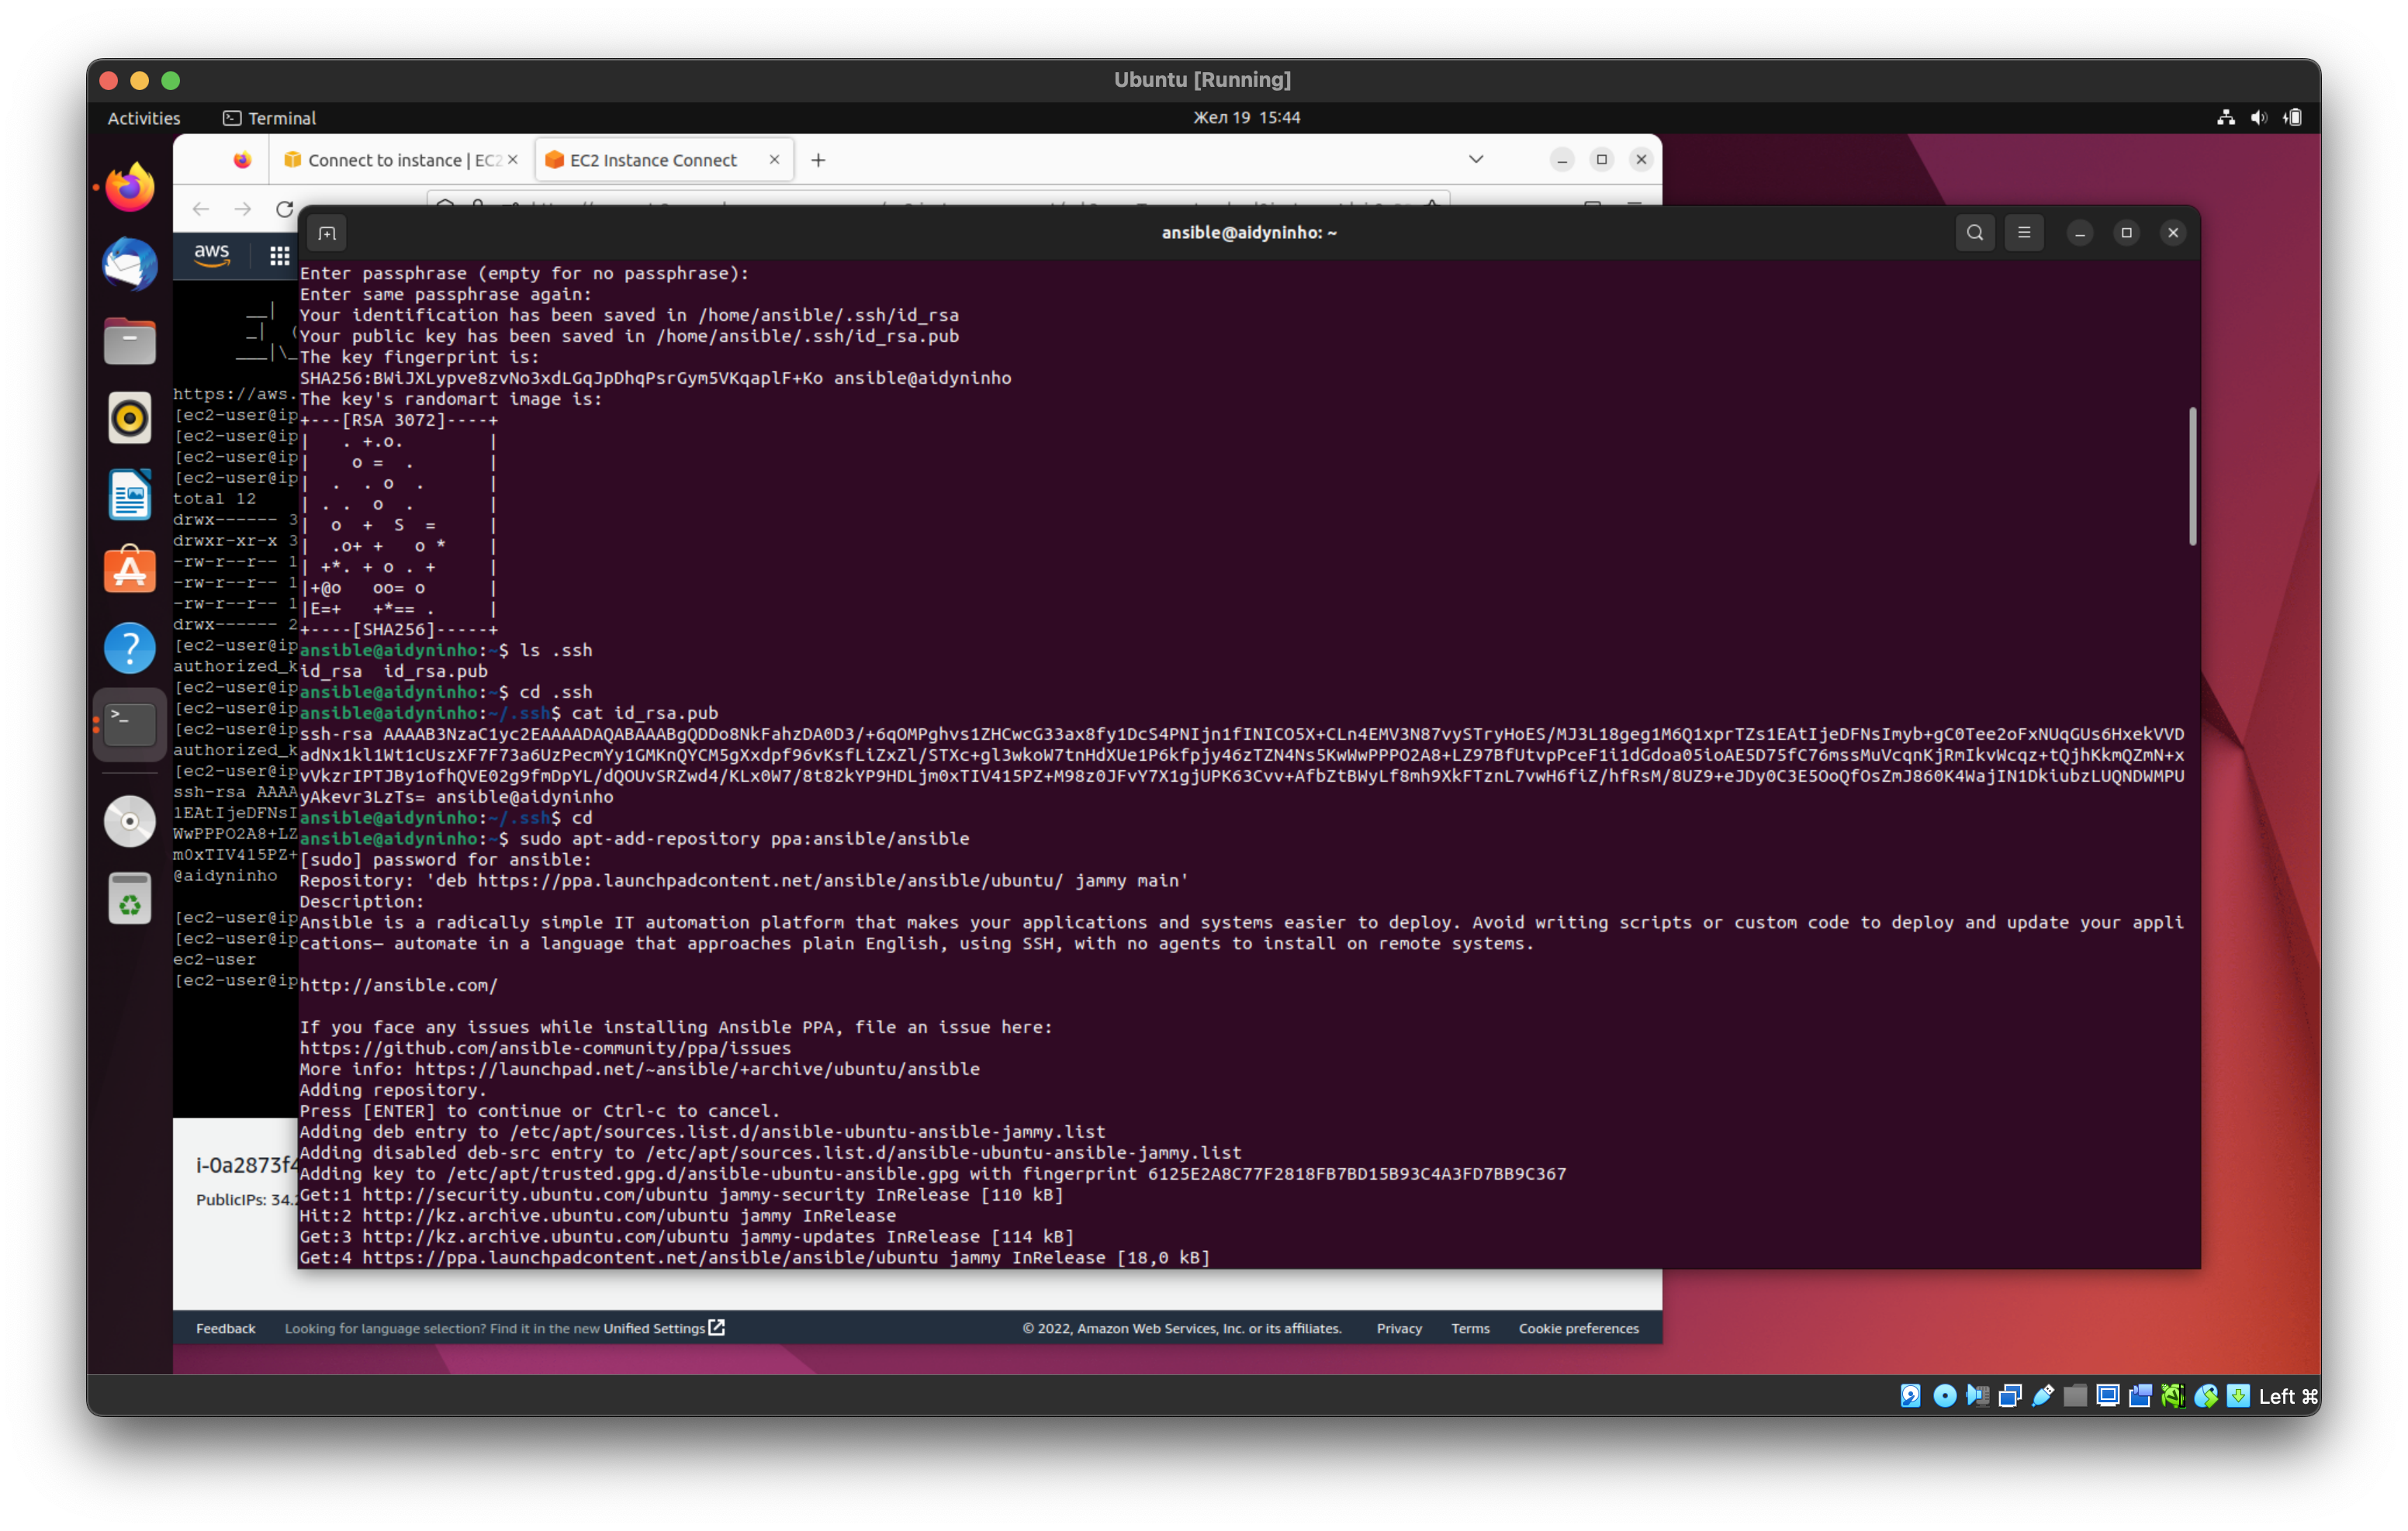 Ubuntu [Running]
Activities
Terminal
Жел 19 15:44
Connect to instance | EC2
EC2 Instance Connect
aws
ansible@aidyninho: ~
Enter passphrase (empty for no passphrase):
Enter same passphrase again:
Your identification has been saved in /home/ansible/.ssh/id_rsa
Your public key has been saved in /home/ansible/.ssh/id_rsa.pub
The key fingerprint is:
SHA256:BWiJXLypve8zvNo3xdLGqJpDhqPsrGym5VKqaplF+Ko ansible@aidyninho
The key's randomart image is:
+---[RSA 3072]----+
|   . +.o.        |
|    o =  .       |
|  .  . o  .      |
| . .  o  .       |
|  o  +  S  =     |
|  .o+ +   o *    |
| +*. + o . +     |
|+@o   oo= o      |
|E=+   +*== .     |
+----[SHA256]-----+
ansible@aidyninho:~$ ls .ssh
id_rsa  id_rsa.pub
ansible@aidyninho:~$ cd .ssh
ansible@aidyninho:~/.ssh$ cat id_rsa.pub
ssh-rsa AAAAB3NzaC1yc2EAAAADAQABAAABgQDDo8NkFahzDA0D3/+6qOMPghvs1ZHCwcG33ax8fy1DcS4PNIjn1fINICO5X+CLn4EMV3N87vySTryHoES/MJ3L18geg1M6Q1xprTZs1EAtIjeDFNsImyb+gC0Tee2oFxNUqGUs6HxekVVD
adNx1kl1Wt1cUszXF7F73a6UzPecmYy1GMKnQYCM5gXxdpf96vKsfLiZxZl/STXc+gl3wkoW7tnHdXUe1P6kfpjy46zTZN4Ns5KwWwPPPO2A8+LZ97BfUtvpPceF1i1dGdoa05ioAE5D75fC76mssMuVcqnKjRmIkvWcqz+tQjhKkmQZmN+x
vVkzrIPTJBy1ofhQVE02g9fmDpYL/dQOUvSRZwd4/KLx0W7/8t82kYP9HDLjm0xTIV415PZ+M98z0JFvY7X1gjUPK63Cvv+AfbZtBWyLf8mh9XkFTznL7vwH6fiZ/hfRsM/8UZ9+eJDy0C3E5OoQfOsZmJ860K4WajIN1DkiubzLUQNDWMPU
yAkevr3LzTs= ansible@aidyninho
ansible@aidyninho:~/.ssh$ cd
ansible@aidyninho:~$ sudo apt-add-repository ppa:ansible/ansible
[sudo] password for ansible:
Repository: 'deb https://ppa.launchpadcontent.net/ansible/ansible/ubuntu/ jammy main'
Description:
Ansible is a radically simple IT automation platform that makes your applications and systems easier to deploy. Avoid writing scripts or custom code to deploy and update your appli
cations— automate in a language that approaches plain English, using SSH, with no agents to install on remote systems.
http://ansible.com/
If you face any issues while installing Ansible PPA, file an issue here:
https://github.com/ansible-community/ppa/issues
More info: https://launchpad.net/~ansible/+archive/ubuntu/ansible
Adding repository.
Press [ENTER] to continue or Ctrl-c to cancel.
Adding deb entry to /etc/apt/sources.list.d/ansible-ubuntu-ansible-jammy.list
Adding disabled deb-src entry to /etc/apt/sources.list.d/ansible-ubuntu-ansible-jammy.list
Adding key to /etc/apt/trusted.gpg.d/ansible-ubuntu-ansible.gpg with fingerprint 6125E2A8C77F2818FB7BD15B93C4A3FD7BB9C367
Get:1 http://security.ubuntu.com/ubuntu jammy-security InRelease [110 kB]
Hit:2 http://kz.archive.ubuntu.com/ubuntu jammy InRelease
Get:3 http://kz.archive.ubuntu.com/ubuntu jammy-updates InRelease [114 kB]
Get:4 https://ppa.launchpadcontent.net/ansible/ansible/ubuntu jammy InRelease [18,0 kB]
https://aws.
[ec2-user@ip
[ec2-user@ip
[ec2-user@ip
[ec2-user@ip
total 12
drwx------ 3
drwxr-xr-x 3
-rw-r--r-- 1
-rw-r--r-- 1
-rw-r--r-- 1
drwx------ 2
[ec2-user@ip
authorized_k
[ec2-user@ip
[ec2-user@ip
[ec2-user@ip
authorized_k
[ec2-user@ip
ssh-rsa AAAA
1EAtIjeDFNsI
WwPPPO2A8+LZ
m0xTIV415PZ+
@aidyninho
[ec2-user@ip
[ec2-user@ip
ec2-user
[ec2-user@ip
i-0a2873f4
PublicIPs: 34.
Feedback
Looking for language selection? Find it in the new Unified Settings
© 2022, Amazon Web Services, Inc. or its affiliates.
Privacy
Terms
Cookie preferences
Left ⌘